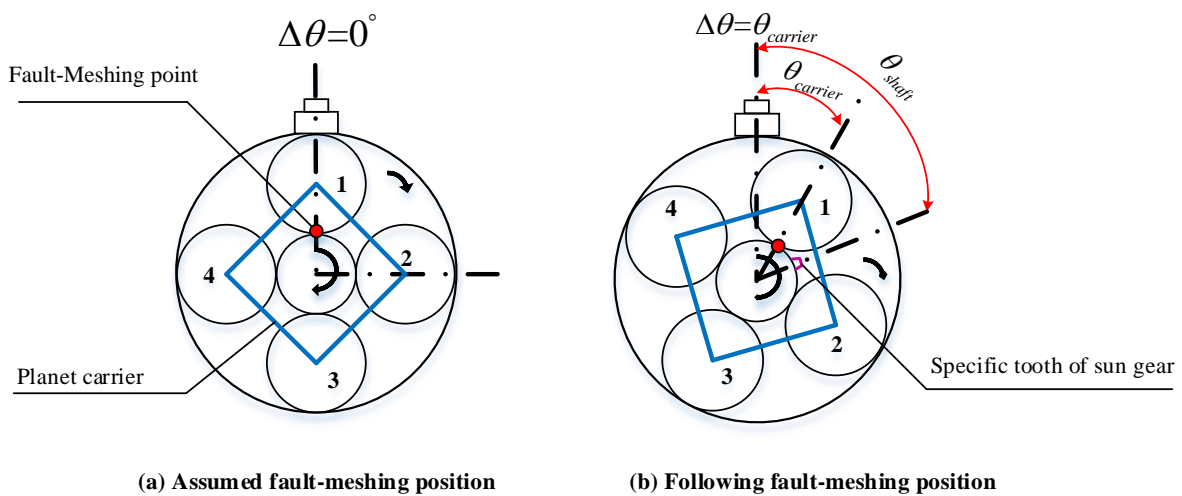 Δθ=0°
Fault-Meshing point
1
2
4
3
Planet carrier
(a) Assumed fault-meshing position
Δθ=θcarrier
θcarrier
θshaft
1
4
2
3
Specific tooth of sun gear
(b) Following fault-meshing position